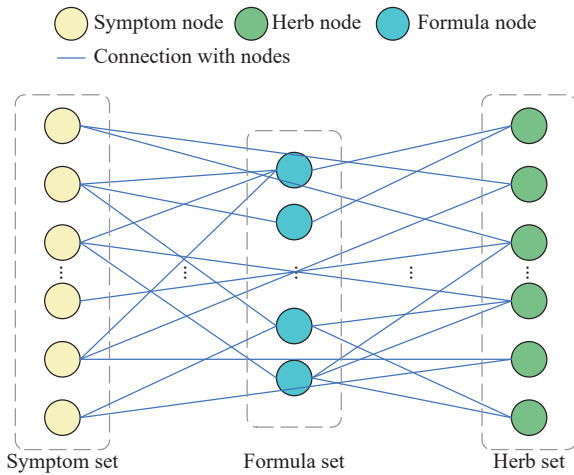 Symptom node Herb node Formula node
Connection with nodes
Symptom set Formula set Herb set